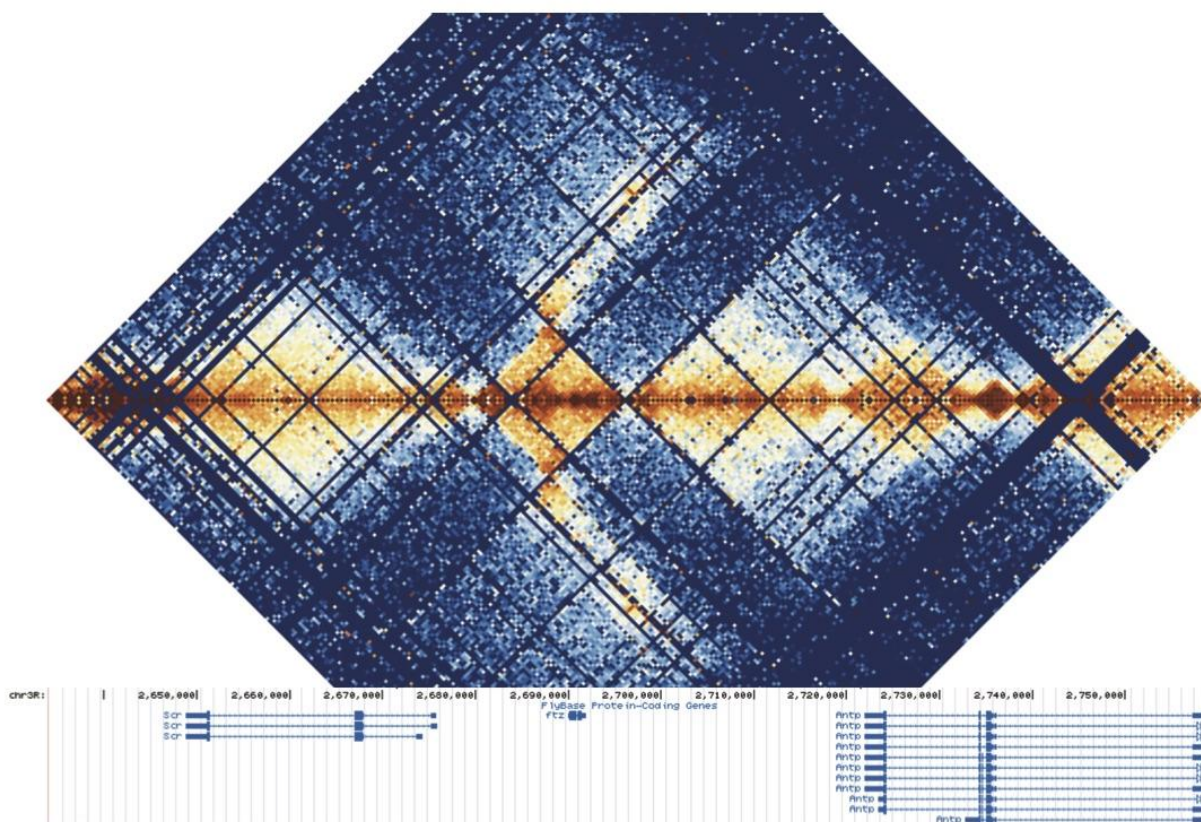 chr3R: | 2,650,000| 2,660,000| 2,670,000| 2,680,000| 2,690,000| 2,700,000| 2,710,000| 2,720,000| 2,730,000| 2,740,000| 2,750,000|
FlyBase Protein-Coding Genes
Scr ftz Antp
Scr Antp
Scr Antp
Antp
Antp
Antp
Antp
Antp
Antp
Antp
Antp